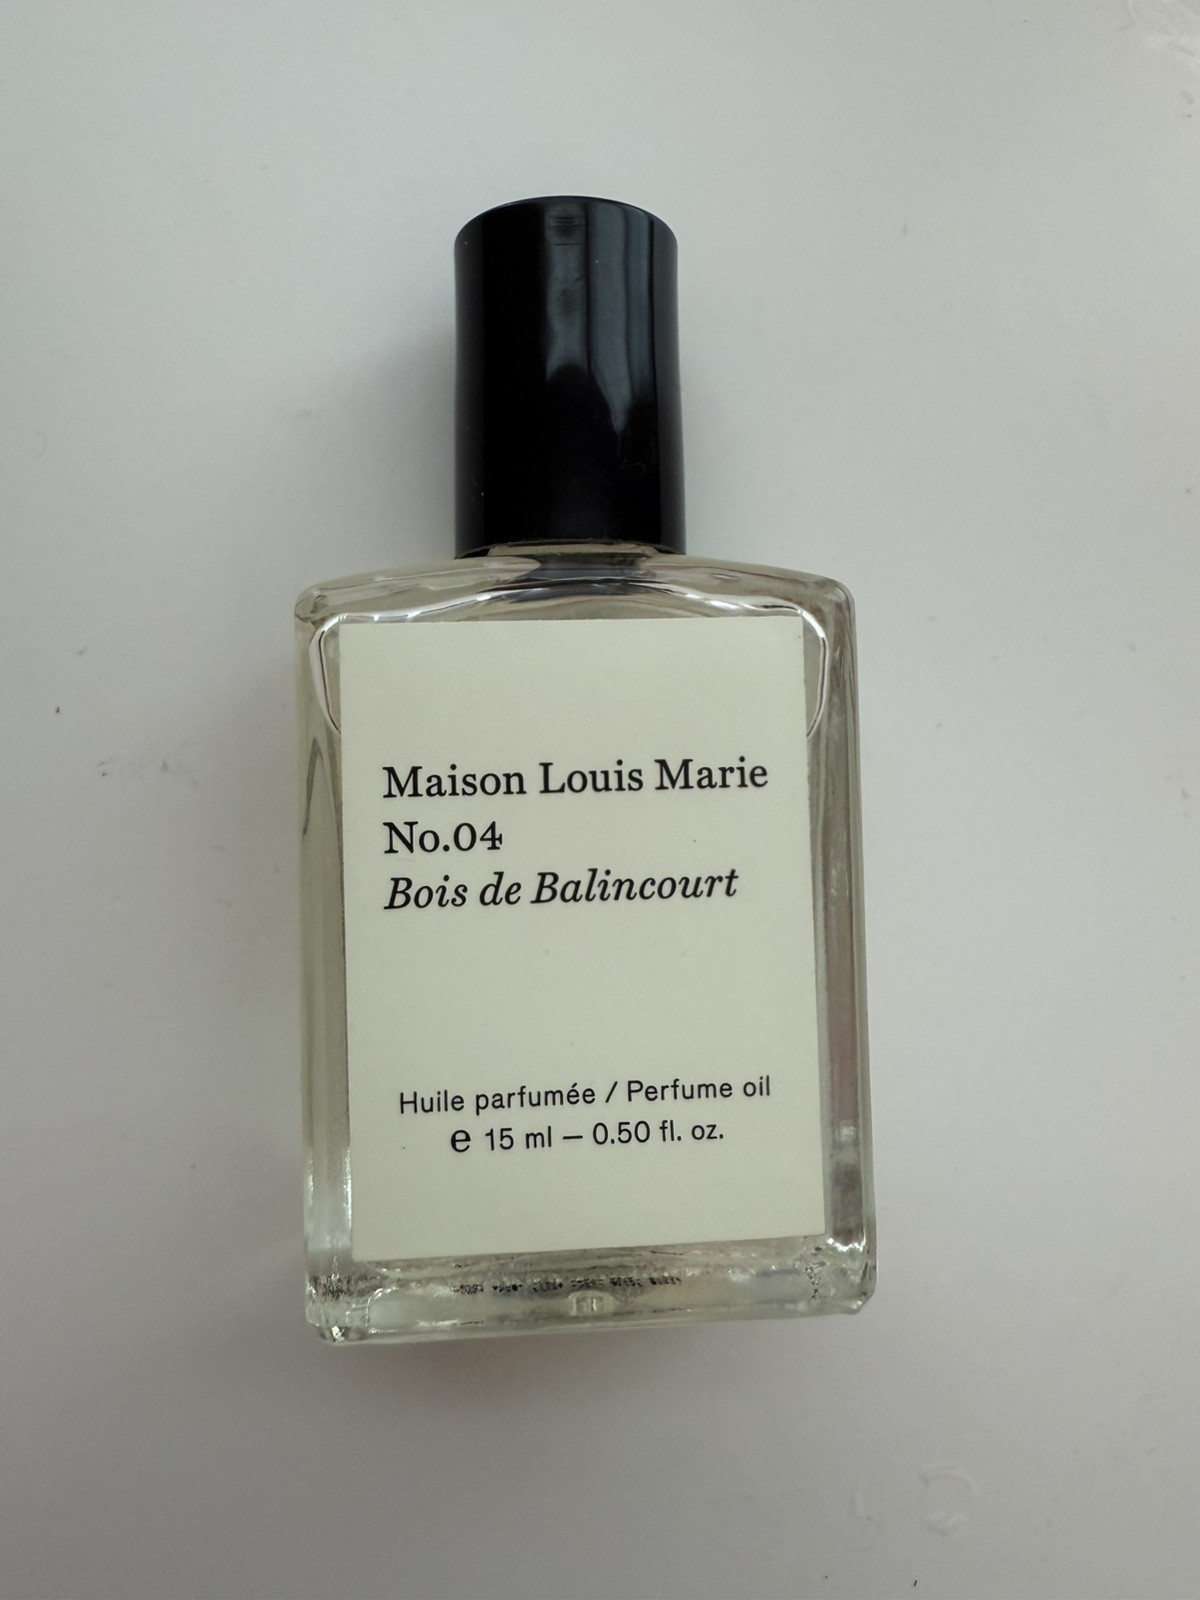 Maison Louis Marie
No.04
Bois de Balincourt
Huile parfumée / Perfume oil
e 15 ml – 0.50 fl. oz.